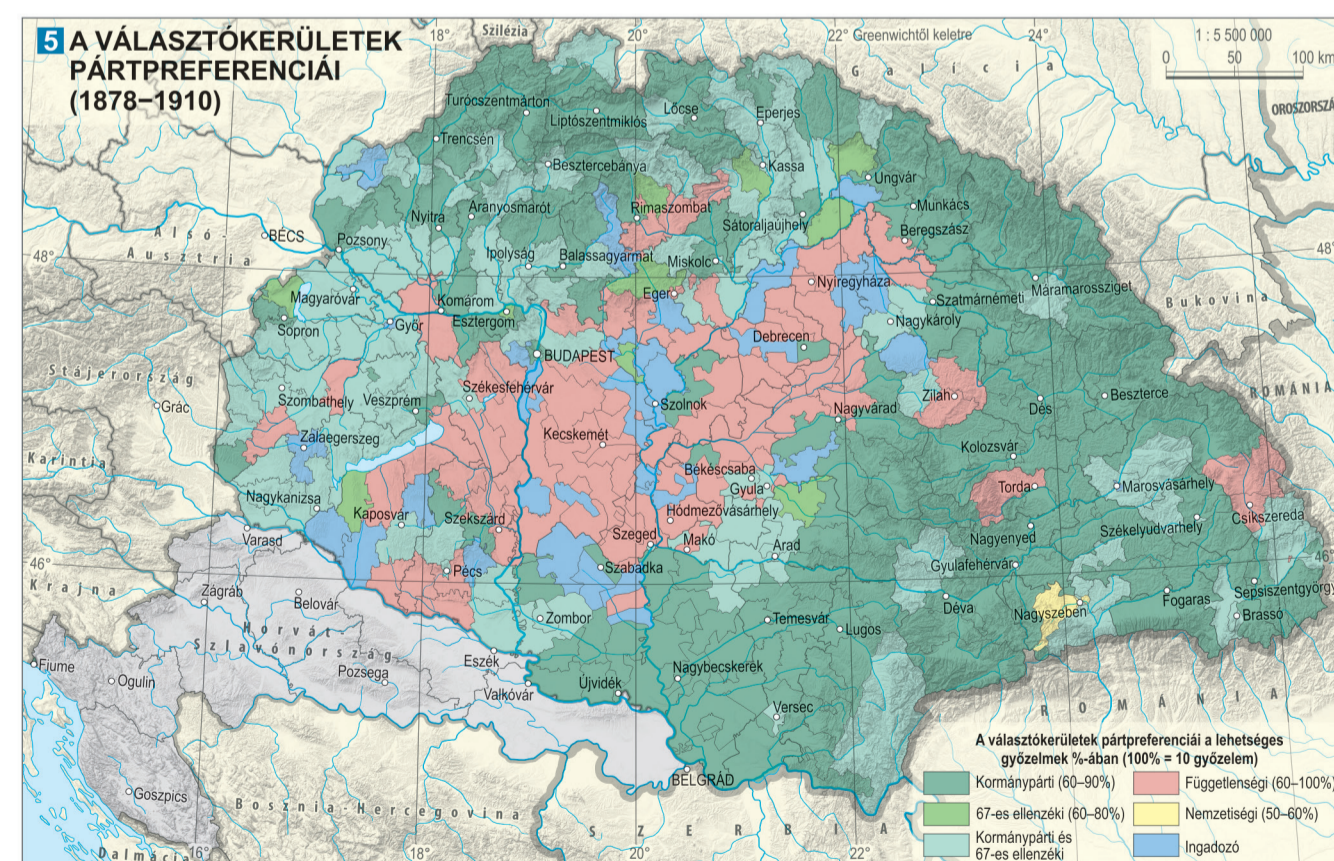 5 A VÁLASZTÓKERÜLETEK
PÁRTPREFERENCIÁI
(1878–1910)
Szilézia
18°
20°
22°
Greenwichtől keletre
24°
1 : 5 500 000
0 50 100 km
Galícia
OROSZORSZÁ
Turócszentmárton
Liptószentmiklós
Lőcse
Eperjes
Trencsén
Besztercebánya
Kassa
Ungvár
Munkács
Nyitra
Aranyosmarót
Rimaszombat
Sátoraljaújhely
Beregszász
BÉCS
Alsó-
Ausztria
48°
Pozsony
Ipolyság
Balassagyarmat
Miskolc
48°
Magyaróvár
Komárom
Eger
Nyíregyháza
Máramarossziget
Bukovina
Sopron
Győr
Esztergom
Szatmárnémeti
Nagykároly
BUDAPEST
Debrecen
Stájerország
Grác
Szombathely
Veszprém
Székesfehérvár
Szolnok
Zilah
Dés
Beszterce
ROMÁNIA
Zalaegerszeg
Kecskemét
Nagyvárad
Kolozsvár
Karintia
Békéscsaba
Gyula
Torda
Marosvásárhely
Nagykanizsa
Kaposvár
Szekszárd
Hódmezővásárhely
Székelyudvarhely
Csíkszereda
Varasd
Szeged
Makó
Arad
Nagyenyed
46°
Pécs
Szabadka
Gyulafehérvár
46°
Krajna
Zágráb
Belovár
Zombor
Temesvár
Lugos
Déva
Nagyszeben
Fogaras
Sepsiszentgyörgy
Brassó
Horvát-
Szlavónország
Eszék
Nagybecskerek
Fiume
Ogulin
Pozsega
Valkóvár
Újvidék
Versec
ROMÁNIA
BELGRÁD
Goszpics
Bosznia-Hercegovina
SZERBIA
Dalmácia
16°
18°
20°
22°
A választókerületek pártpreferenciái a lehetséges
győzelmek %-ában (100% = 10 győzelem)
Kormánypárti (60–90%)
Függetlenségi (60–100%)
67-es ellenzéki (60–80%)
Nemzetiségi (50–60%)
Kormánypárti és
67-es ellenzéki
Ingadozó